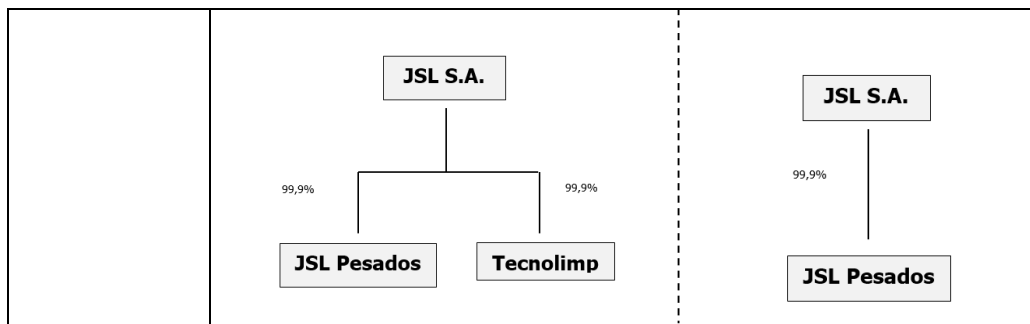 JSL S.A.
99,9%
99,9%
JSL Pesados
Tecnolimp
JSL S.A.
99,9%
JSL Pesados